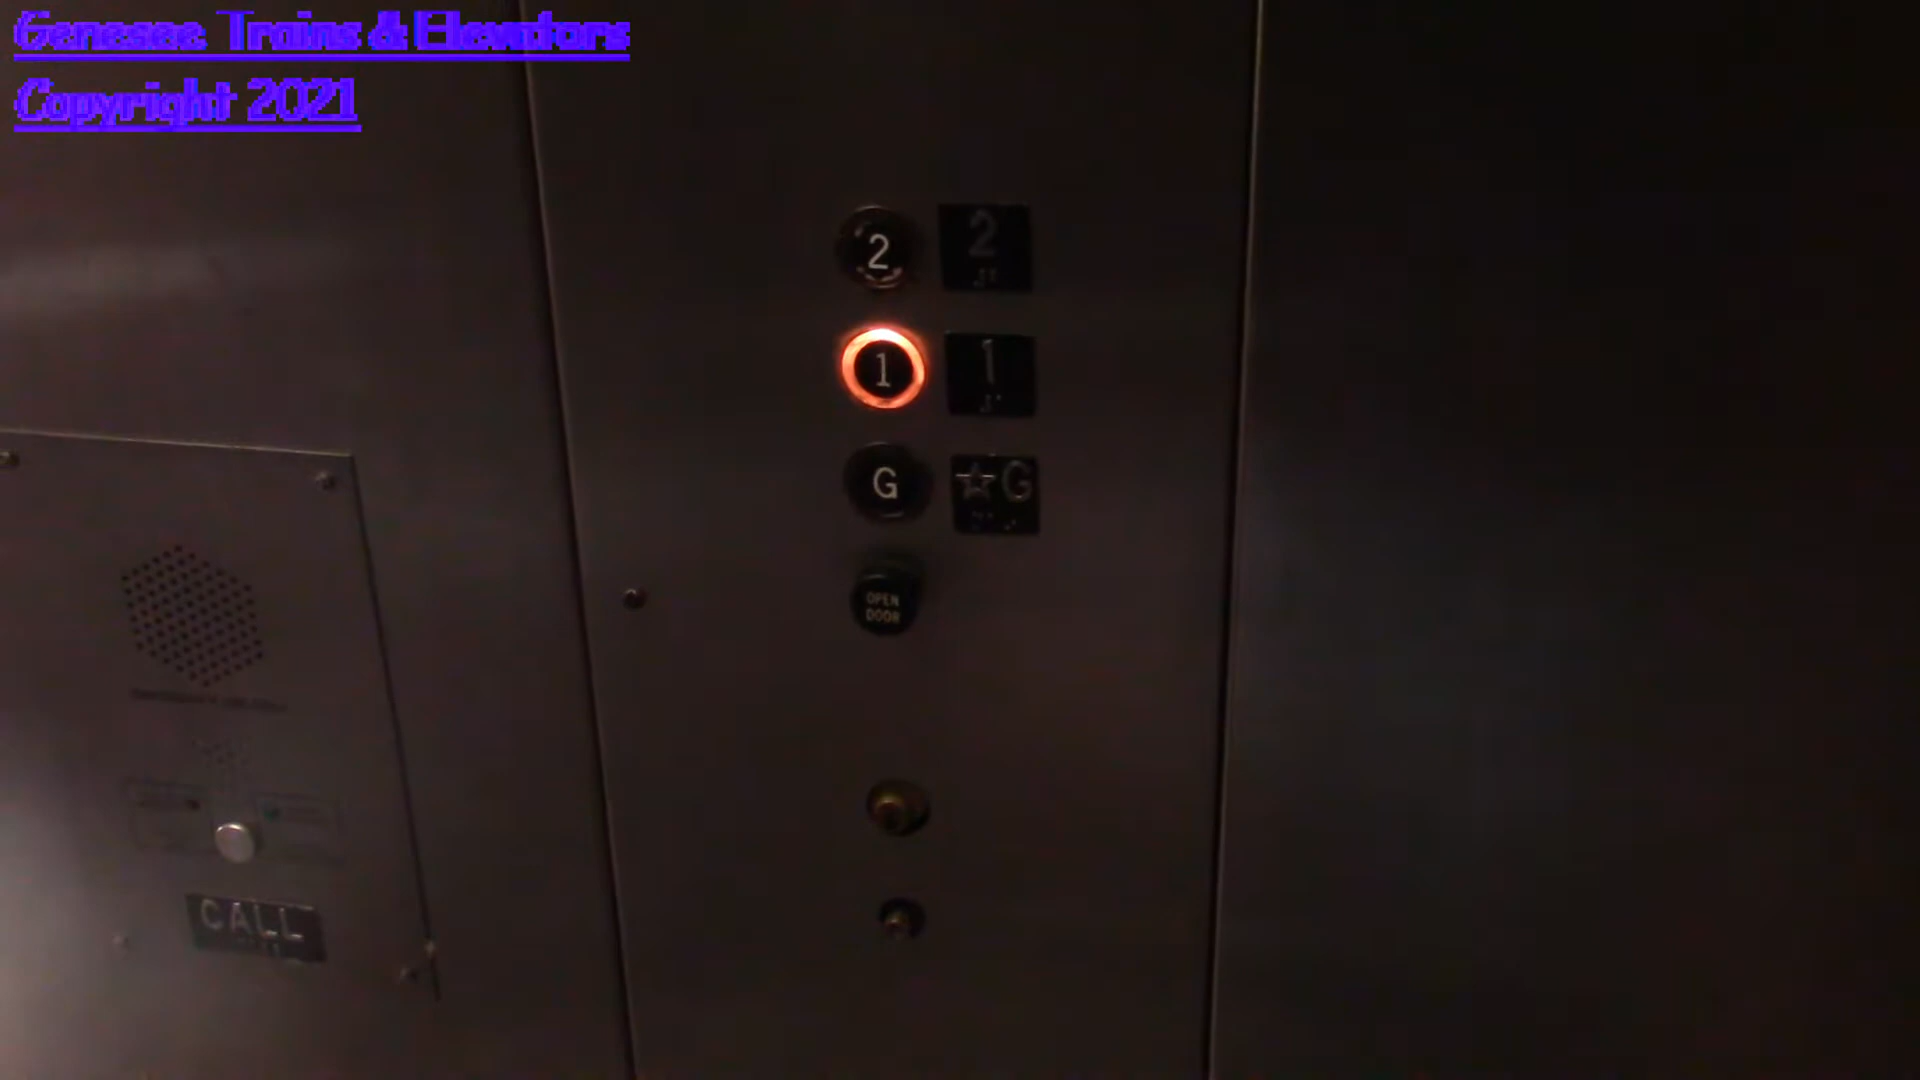 Genesee Trains & Elevators
Copyright 2021
2 2
1 1
G ☆G
OPEN
DOOR
CALL